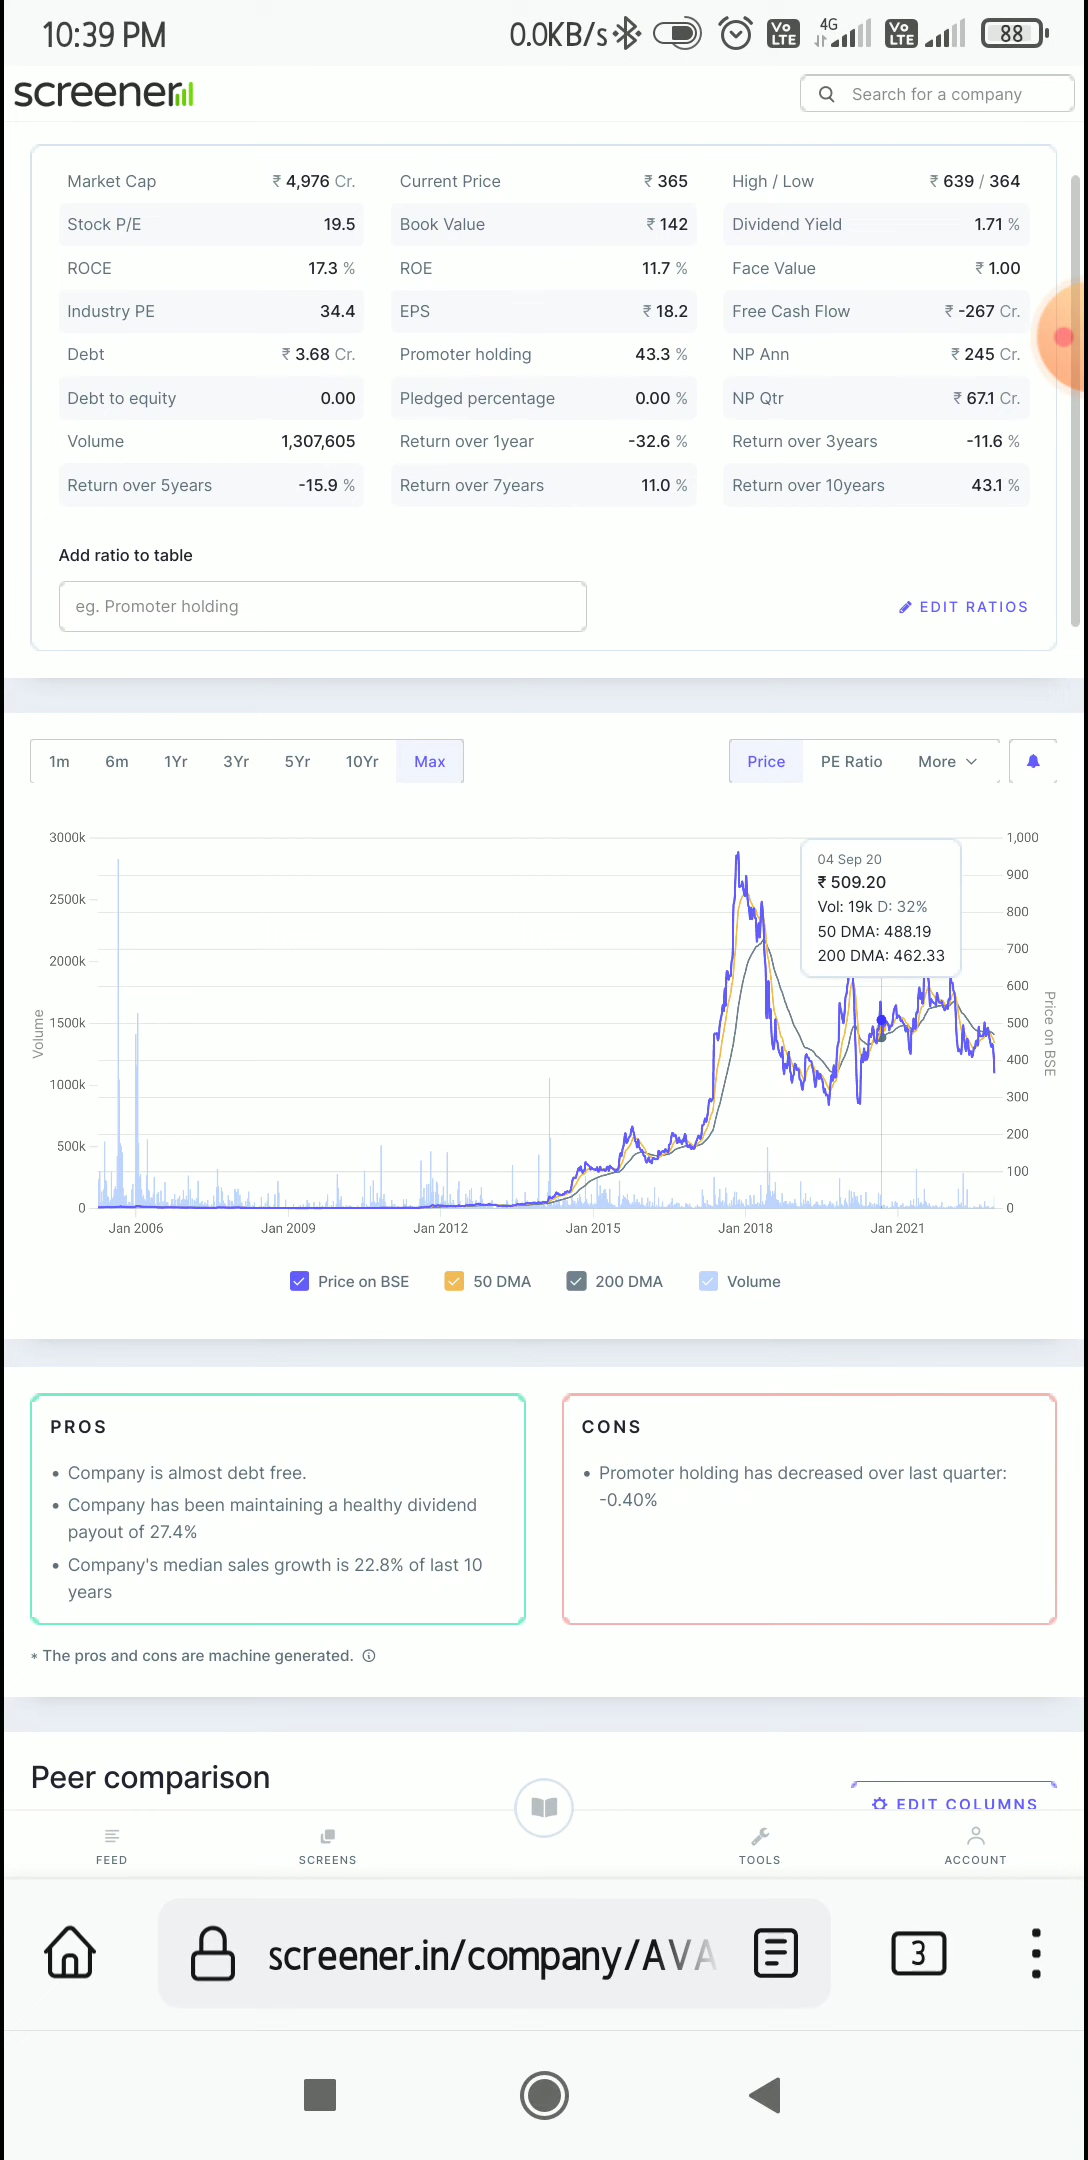 10:39 PM 0.0KB/s Vo LTE 4G Vo LTE 88
screener
Search for a company
Market Cap ₹ 4,976 Cr. Current Price ₹ 365 High / Low ₹ 639 / 364
Stock P/E 19.5 Book Value ₹ 142 Dividend Yield 1.71 %
ROCE 17.3 % ROE 11.7 % Face Value ₹ 1.00
Industry PE 34.4 EPS ₹ 18.2 Free Cash Flow ₹ -267 Cr.
Debt ₹ 3.68 Cr. Promoter holding 43.3 % NP Ann ₹ 245 Cr.
Debt to equity 0.00 Pledged percentage 0.00 % NP Qtr ₹ 67.1 Cr.
Volume 1,307,605 Return over 1year -32.6 % Return over 3years -11.6 %
Return over 5years -15.9 % Return over 7years 11.0 % Return over 10years 43.1 %
Add ratio to table
eg. Promoter holding
EDIT RATIOS
1m 6m 1Yr 3Yr 5Yr 10Yr Max Price PE Ratio More
3000k 1,000
2500k 900
2000k 800
1500k 700
1000k 600
500k 500
0 400
300
200
100
0
Volume
Price on BSE
04 Sep 20
₹ 509.20
Vol: 19k D: 32%
50 DMA: 488.19
200 DMA: 462.33
Jan 2006 Jan 2009 Jan 2012 Jan 2015 Jan 2018 Jan 2021
Price on BSE 50 DMA 200 DMA Volume
PROS
• Company is almost debt free.
• Company has been maintaining a healthy dividend
payout of 27.4%
• Company's median sales growth is 22.8% of last 10
years
CONS
• Promoter holding has decreased over last quarter:
-0.40%
* The pros and cons are machine generated.
Peer comparison
EDIT COLUMNS
FEED SCREENS TOOLS ACCOUNT
screener.in/company/AVA
3